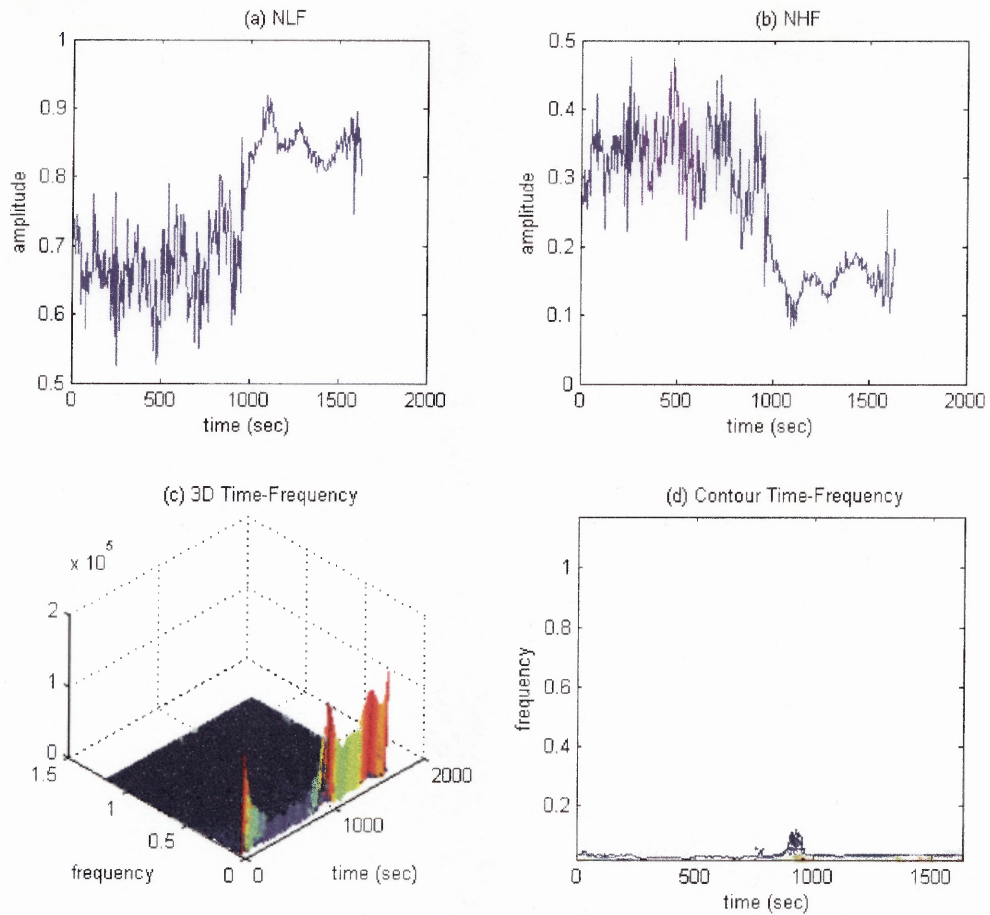 (a) NLF
1
0.9
0.8
0.7
0.6
0.5
amplitude
0 500 1000 1500 2000
time (sec)
(b) NHF
0.5
0.4
0.3
0.2
0.1
0
amplitude
0 500 1000 1500 2000
time (sec)
(c) 3D Time-Frequency
x 10^5
2
1
0
1.5
1
0.5
0
frequency
0
1000
2000
time (sec)
(d) Contour Time-Frequency
1
0.8
0.6
0.4
0.2
frequency
0 500 1000 1500
time (sec)